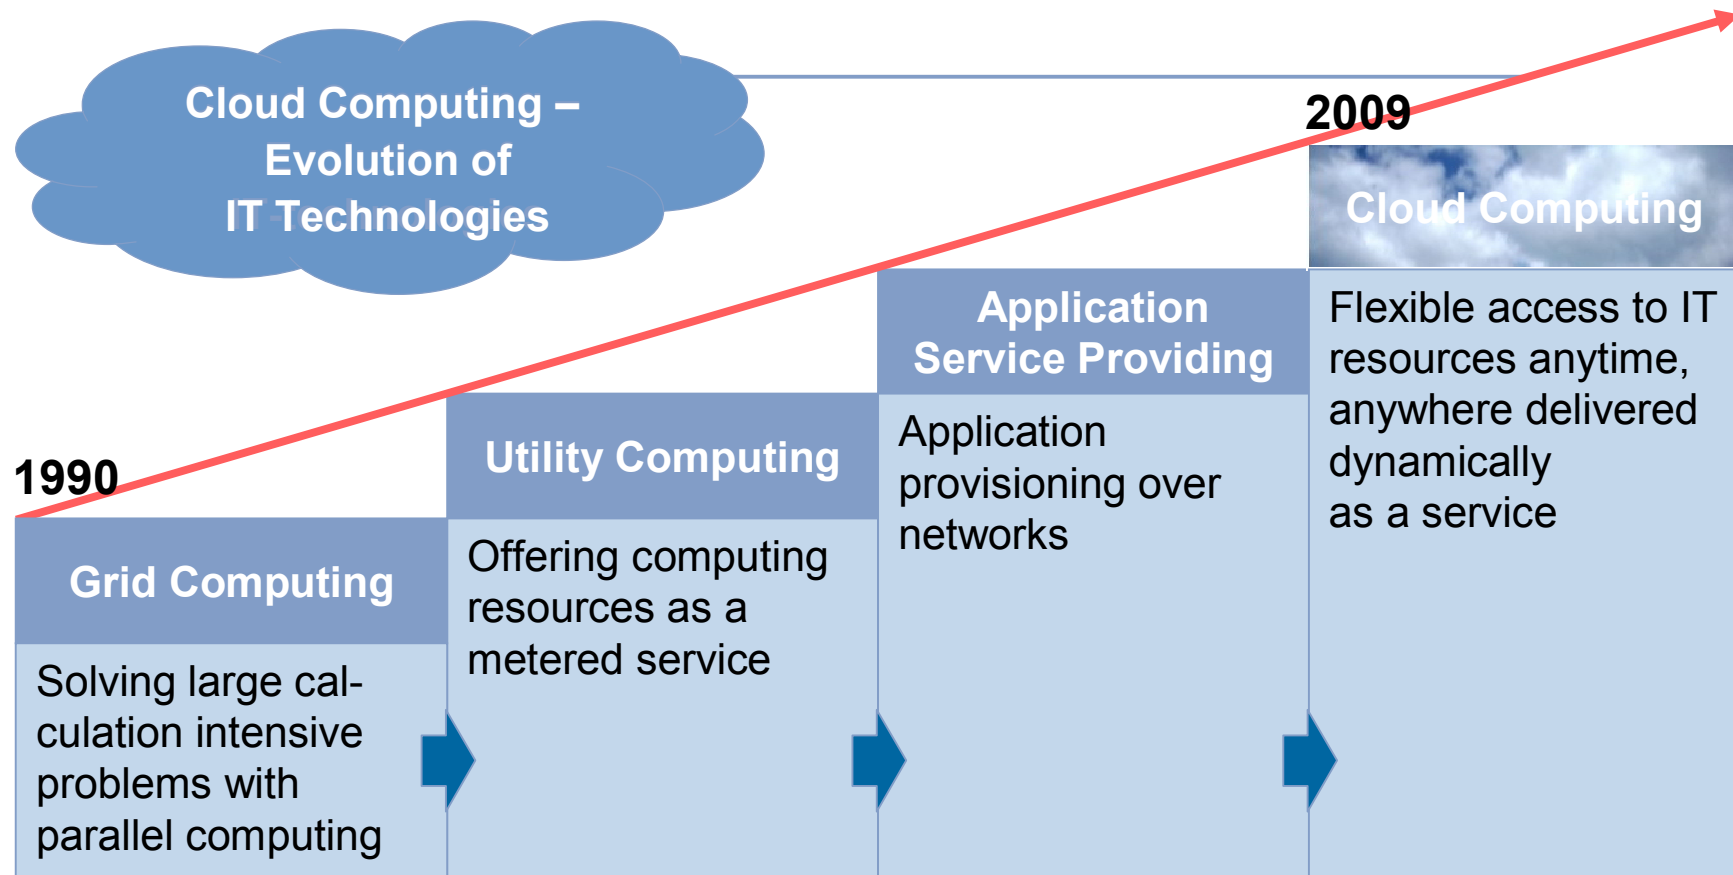 Cloud Computing –
Evolution of
IT Technologies
1990
Grid Computing
Solving large cal-
culation intensive
problems with
parallel computing
Utility Computing
Offering computing
resources as a
metered service
Application
Service Providing
Application
provisioning over
networks
2009
Cloud Computing
Flexible access to IT
resources anytime,
anywhere delivered
dynamically
as a service